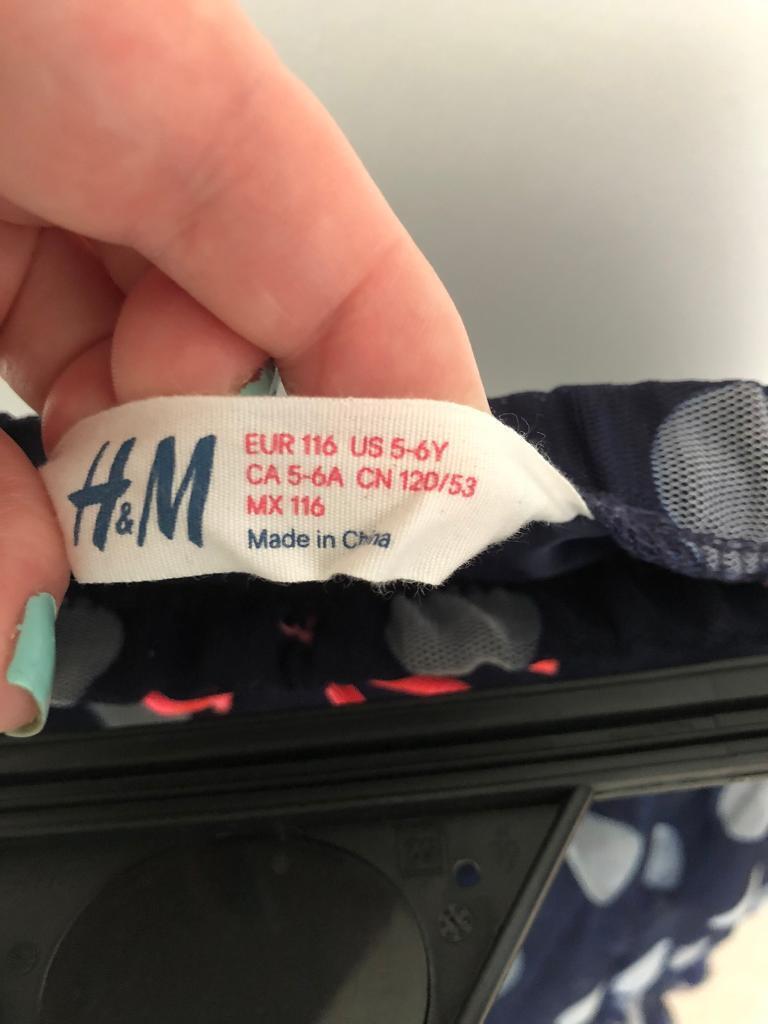 H&M
EUR 116 US 5-6Y
CA 5-6A CN 120/53
MX 116
Made in China